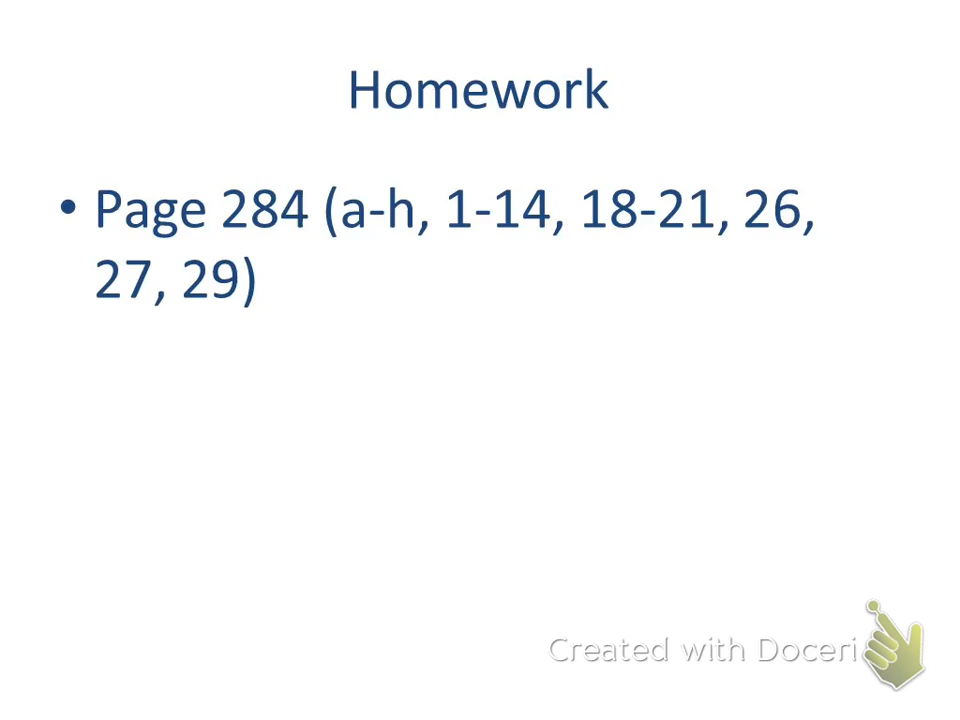 Homework
• Page 284 (a-h, 1-14, 18-21, 26,
27, 29)
Created with Doceri